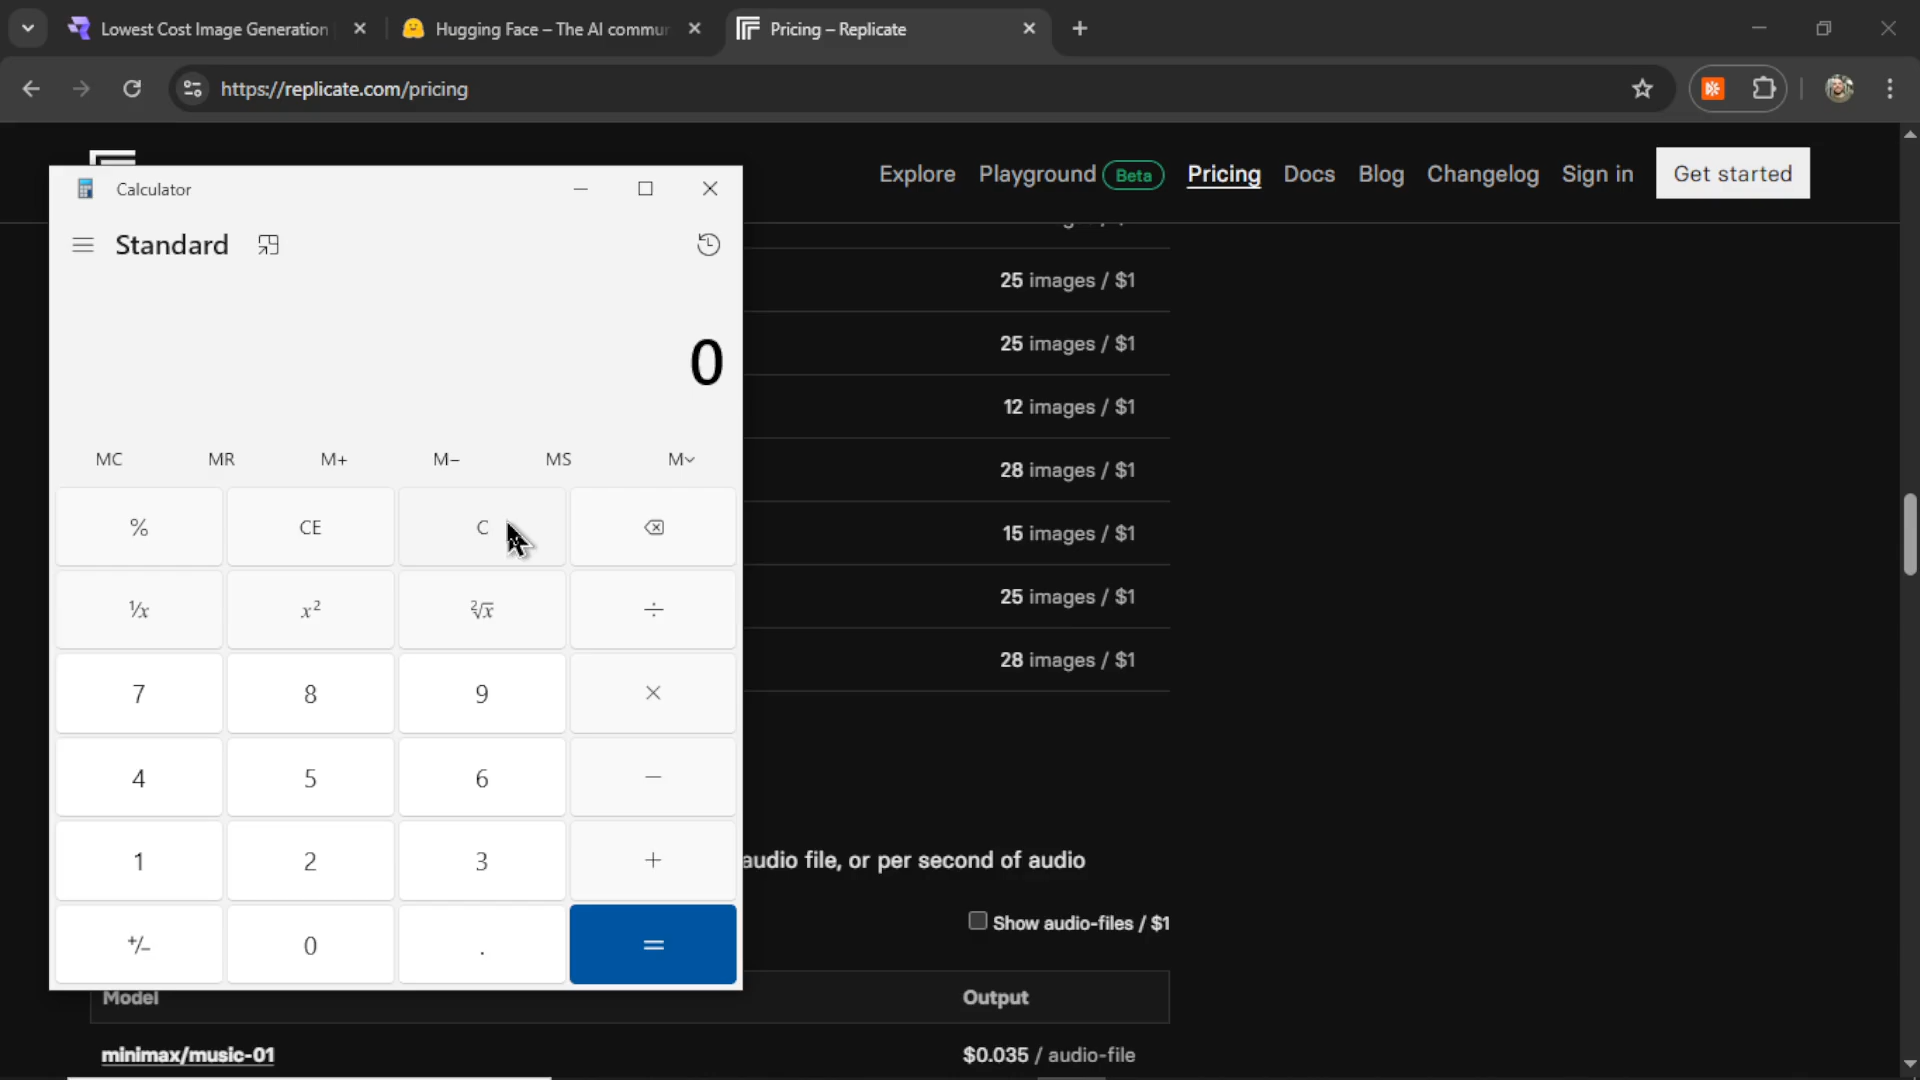 Lowest Cost Image Generation
Hugging Face – The AI commun
Pricing – Replicate
https://replicate.com/pricing
Explore
Playground
Beta
Pricing
Docs
Blog
Changelog
Sign in
Get started
Calculator
Standard
0
MC
MR
M+
M−
MS
M
%
CE
C
⅟x
x²
²√x
÷
7
8
9
×
4
5
6
−
1
2
3
+
+/−
0
.
=
25 images / $1
25 images / $1
12 images / $1
28 images / $1
15 images / $1
25 images / $1
28 images / $1
audio file, or per second of audio
Show audio-files / $1
Model
Output
minimax/music-01
$0.035 / audio-file